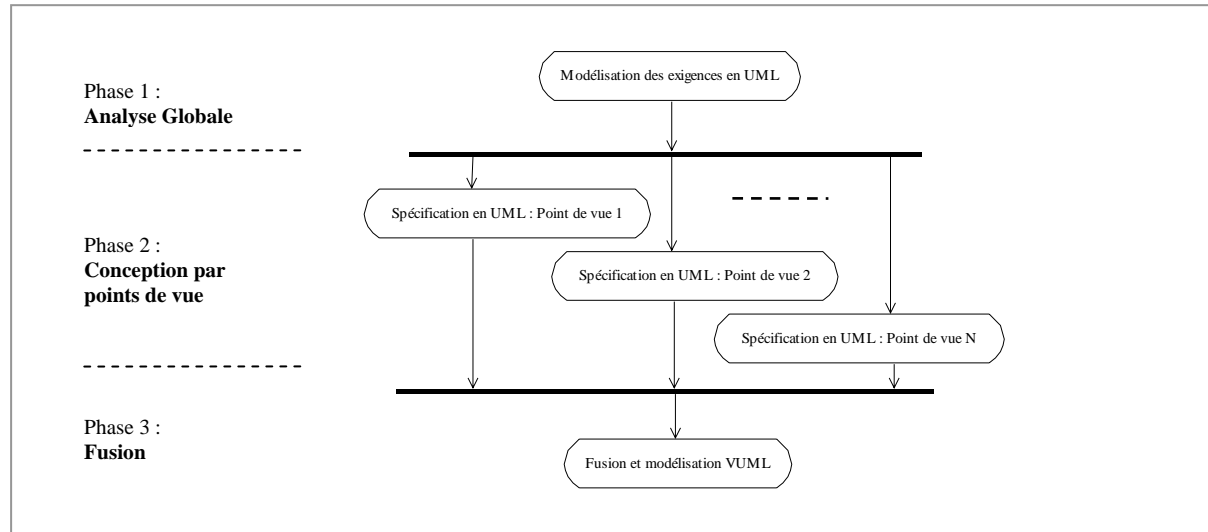 Modélisation des exigences en UML
Phase 1 :
Analyse Globale
Spécification en UML : Point de vue 1
Phase 2 :
Conception par
points de vue
Spécification en UML : Point de vue 2
Spécification en UML : Point de vue N
Phase 3 :
Fusion
Fusion et modélisation VUML